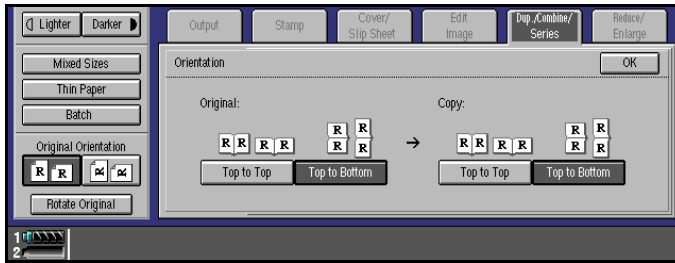 Lighter Darker
Output
Stamp
Cover/
Slip Sheet
Edit
Image
Dup./Combine/
Series
Reduce/
Enlarge
Mixed Sizes
Thin Paper
Batch
Original Orientation
R R R R
Rotate Original
Orientation
OK
Original:
Copy:
R R R R R R
R R
R R R R R R
R R
Top to Top Top to Bottom
Top to Top Top to Bottom
1
2